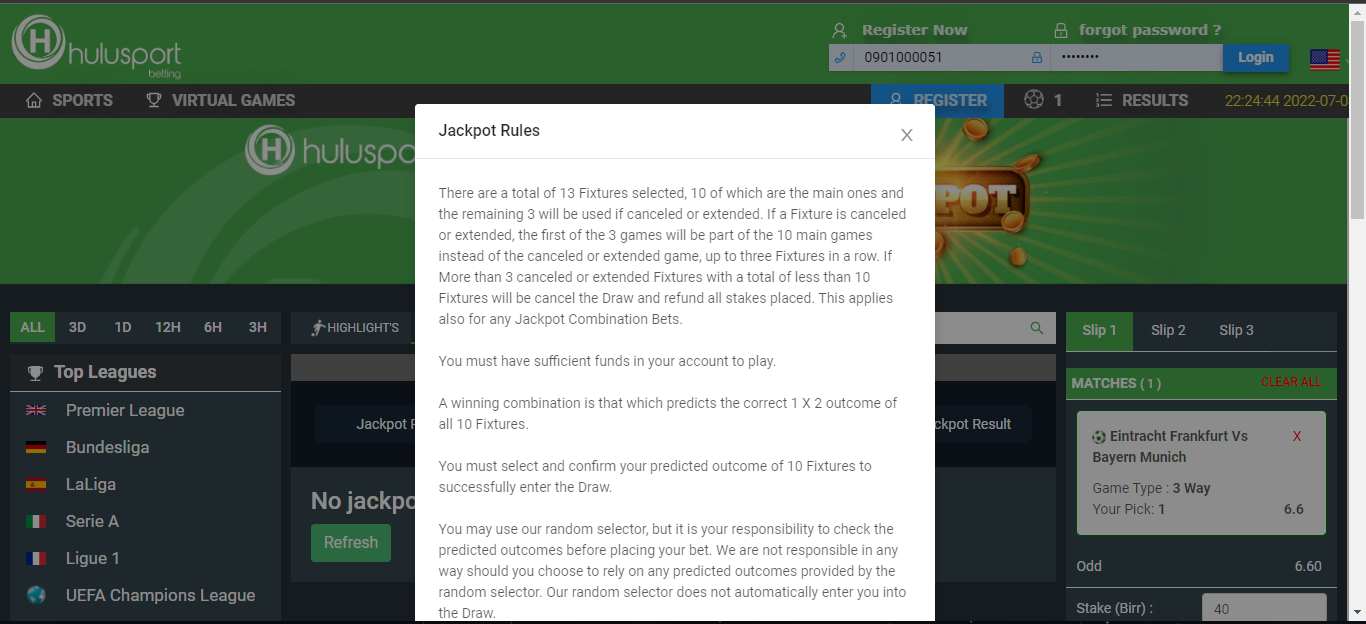 hulusport
betting
Register Now
forgot password ?
0901000051
••••••••
Login
SPORTS
VIRTUAL GAMES
REGISTER
1
RESULTS
22:24:44 2022-07-0
huluspo
POT
Jackpot Rules
X
There are a total of 13 Fixtures selected, 10 of which are the main ones and
the remaining 3 will be used if canceled or extended. If a Fixture is canceled
or extended, the first of the 3 games will be part of the 10 main games
instead of the canceled or extended game, up to three Fixtures in a row. If
More than 3 canceled or extended Fixtures with a total of less than 10
Fixtures will be cancel the Draw and refund all stakes placed. This applies
also for any Jackpot Combination Bets.
You must have sufficient funds in your account to play.
A winning combination is that which predicts the correct 1 X 2 outcome of
all 10 Fixtures.
You must select and confirm your predicted outcome of 10 Fixtures to
successfully enter the Draw.
You may use our random selector, but it is your responsibility to check the
predicted outcomes before placing your bet. We are not responsible in any
way should you choose to rely on any predicted outcomes provided by the
random selector. Our random selector does not automatically enter you into
the Draw.
ALL 3D 1D 12H 6H 3H
Top Leagues
Premier League
Bundesliga
LaLiga
Serie A
Ligue 1
UEFA Champions League
HIGHLIGHT'S
Jackpot R
ckpot Result
No jackpo
Refresh
Slip 1 Slip 2 Slip 3
MATCHES ( 1 ) CLEAR ALL
Eintracht Frankfurt Vs X
Bayern Munich
Game Type : 3 Way
Your Pick: 1 6.6
Odd 6.60
Stake (Birr) : 40